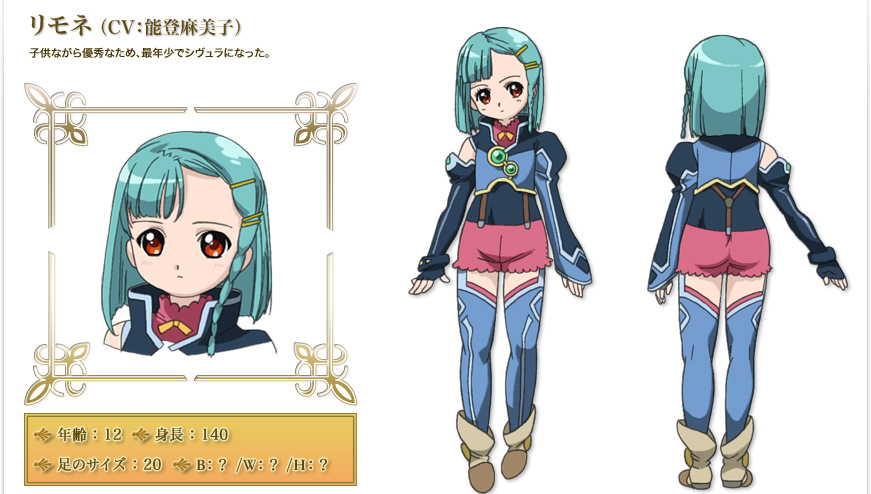 リモネ (CV:能登麻美子)
子供ながら優秀なため、最年少でシヴュラになった。
年齢：12 身長：140
足のサイズ：20 B：？ /W：？ /H：？